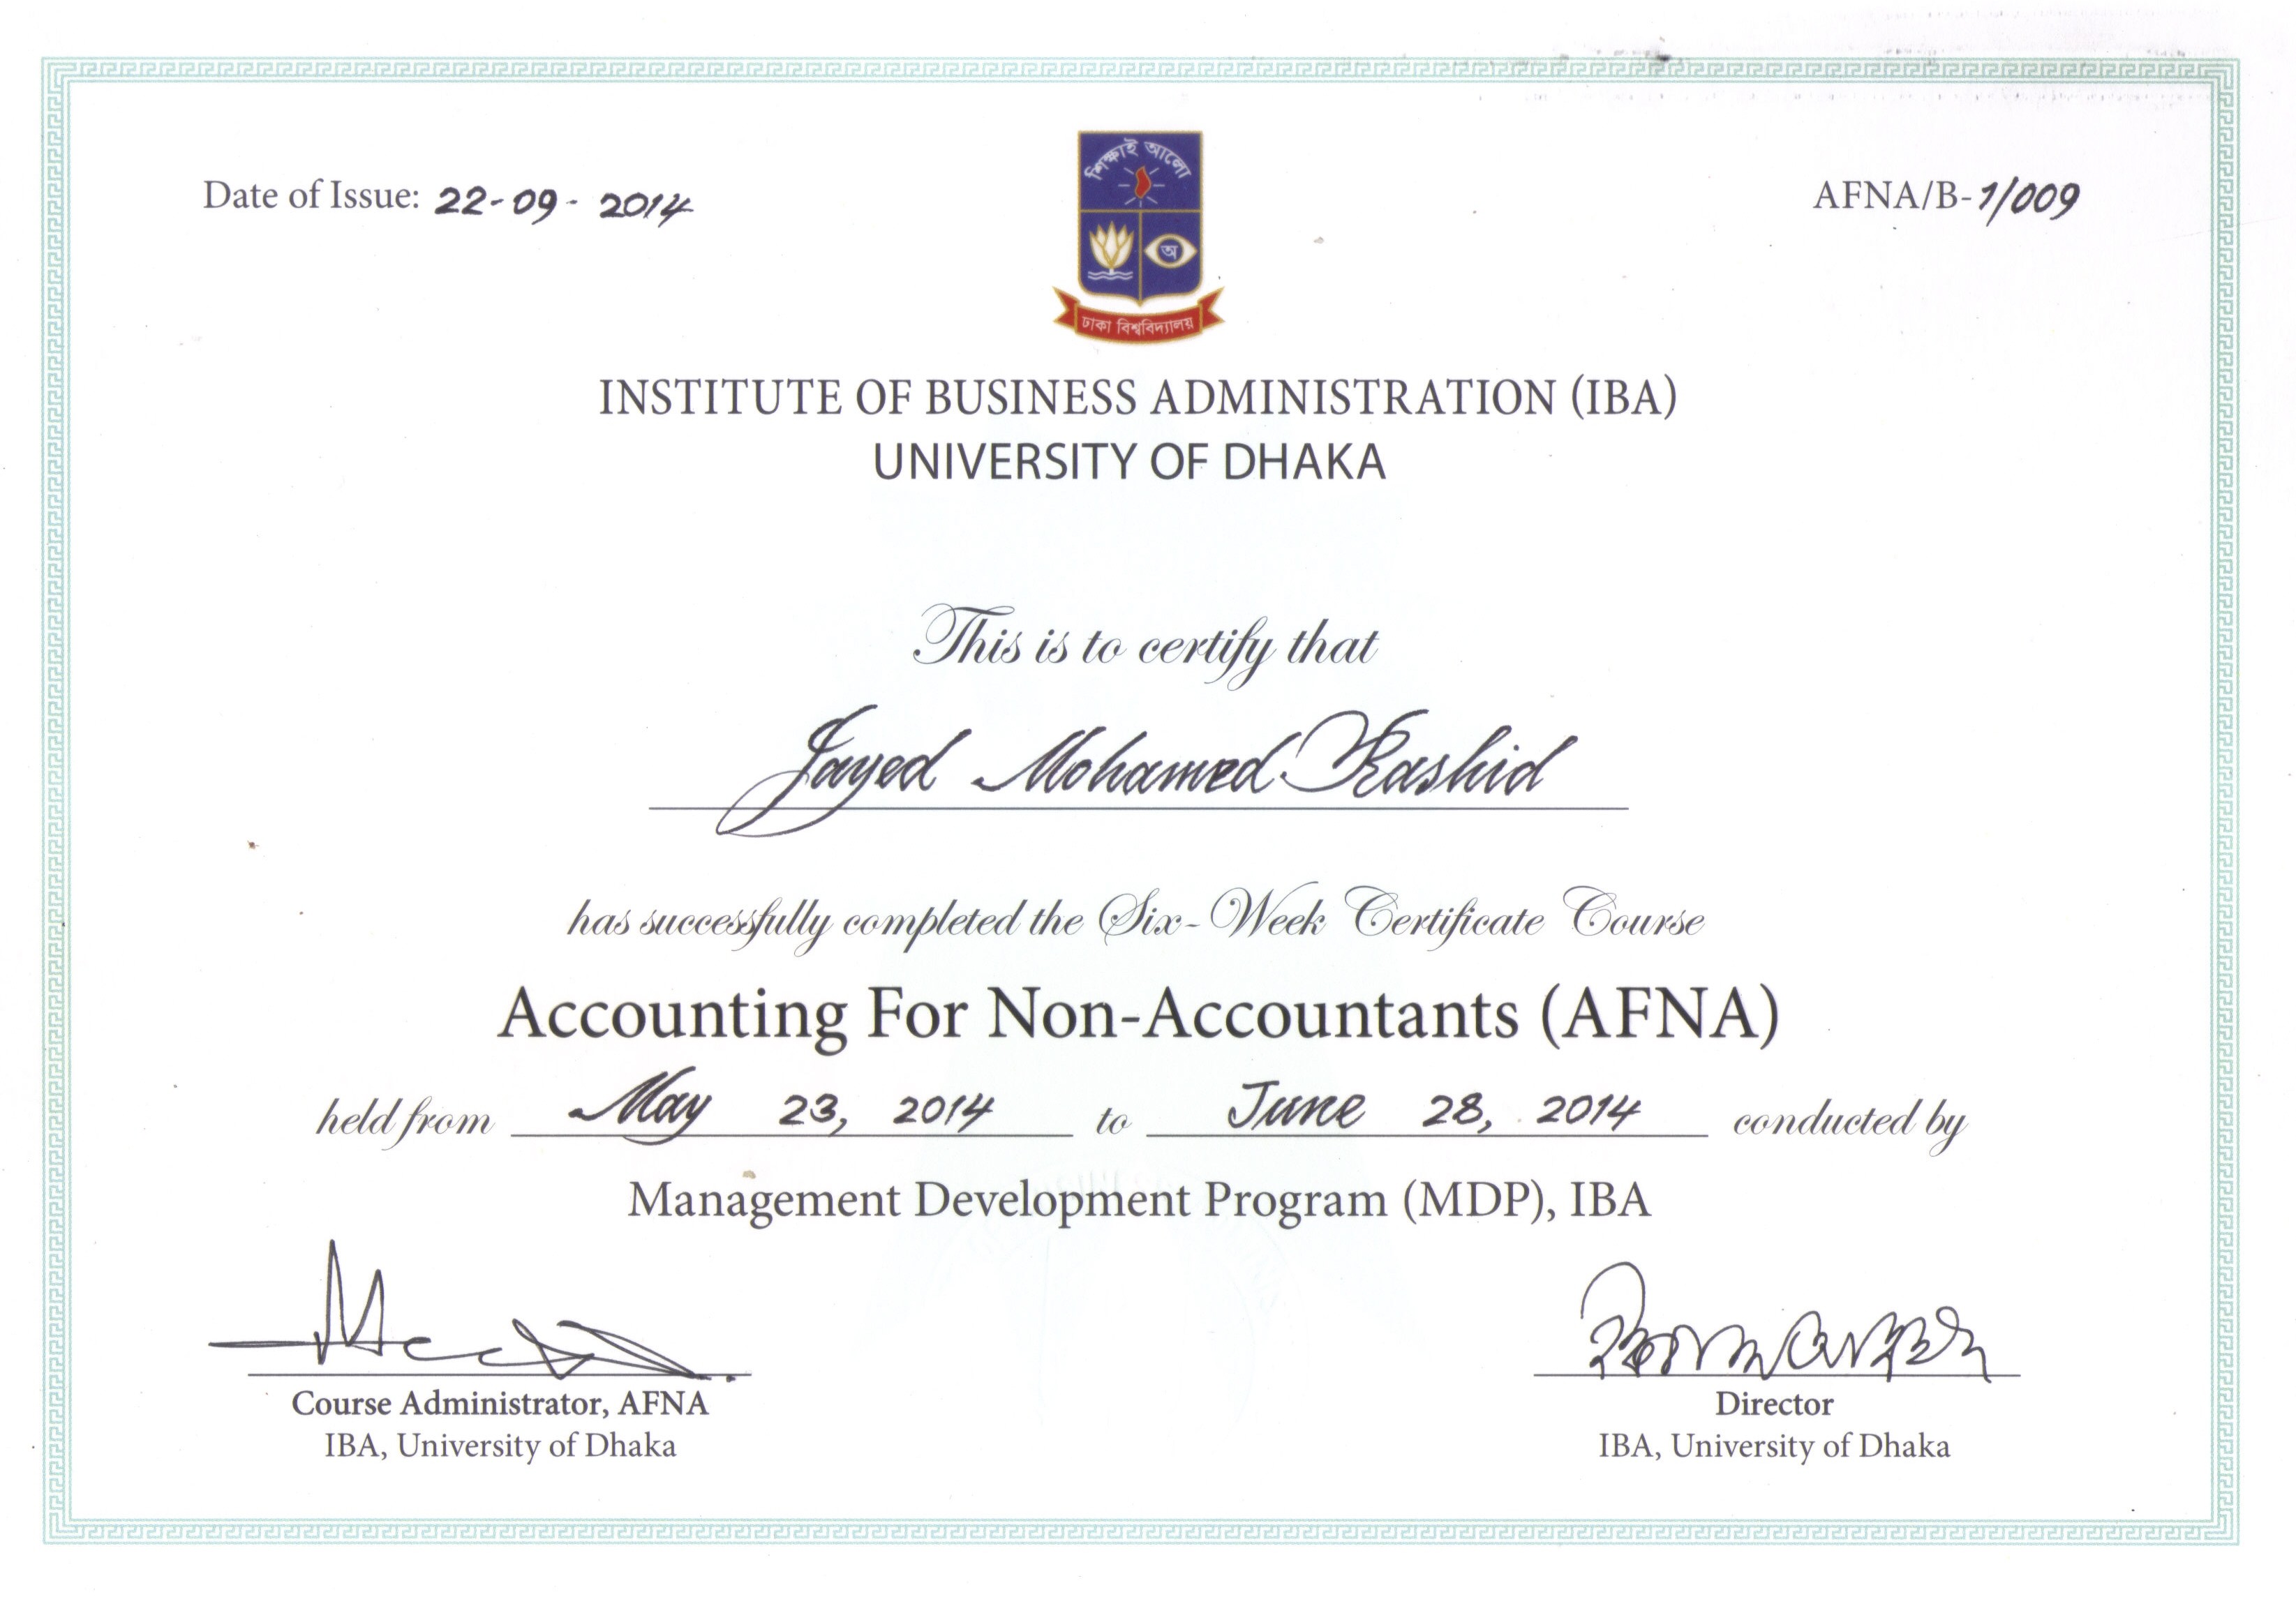 Date of Issue: 22-09-2014
AFNA/B-1/009
শিক্ষাই আলো
অ
ঢাকা বিশ্ববিদ্যালয়
INSTITUTE OF BUSINESS ADMINISTRATION (IBA)
UNIVERSITY OF DHAKA
This is to certify that
Jayed Mohamed Rashid
has successfully completed the Six-Week Certificate Course
Accounting For Non-Accountants (AFNA)
held from May 23, 2014 to June 28, 2014 conducted by
Management Development Program (MDP), IBA
Course Administrator, AFNA
IBA, University of Dhaka
Director
IBA, University of Dhaka